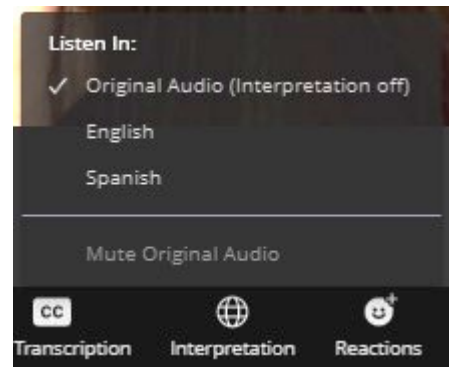 Listen In:
Original Audio (Interpretation off)
English
Spanish
Mute Original Audio
CC
Transcription Interpretation Reactions